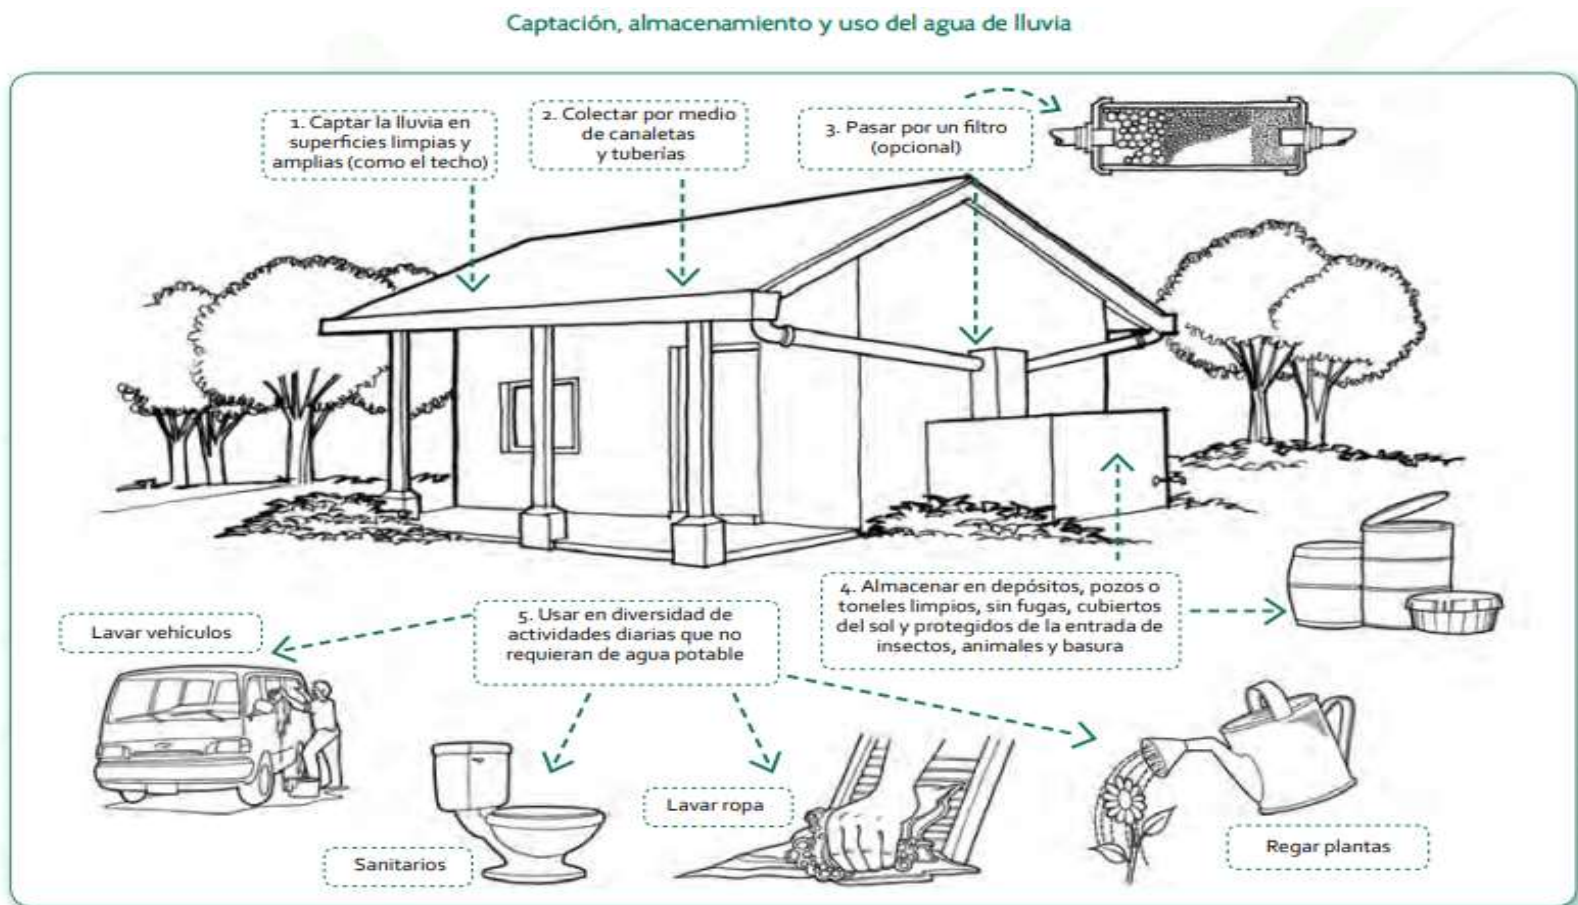 Captación, almacenamiento y uso del agua de lluvia
1. Captar la lluvia en
superficies limpias y
amplias (como el techo)
2. Colectar por medio
de canaletas
y tuberías
3. Pasar por un filtro
(opcional)
4. Almacenar en depósitos, pozos o
toneles limpios, sin fugas, cubiertos
del sol y protegidos de la entrada de
insectos, animales y basura
5. Usar en diversidad de
actividades diarias que no
requieran de agua potable
Lavar vehículos
Sanitarios
Lavar ropa
Regar plantas